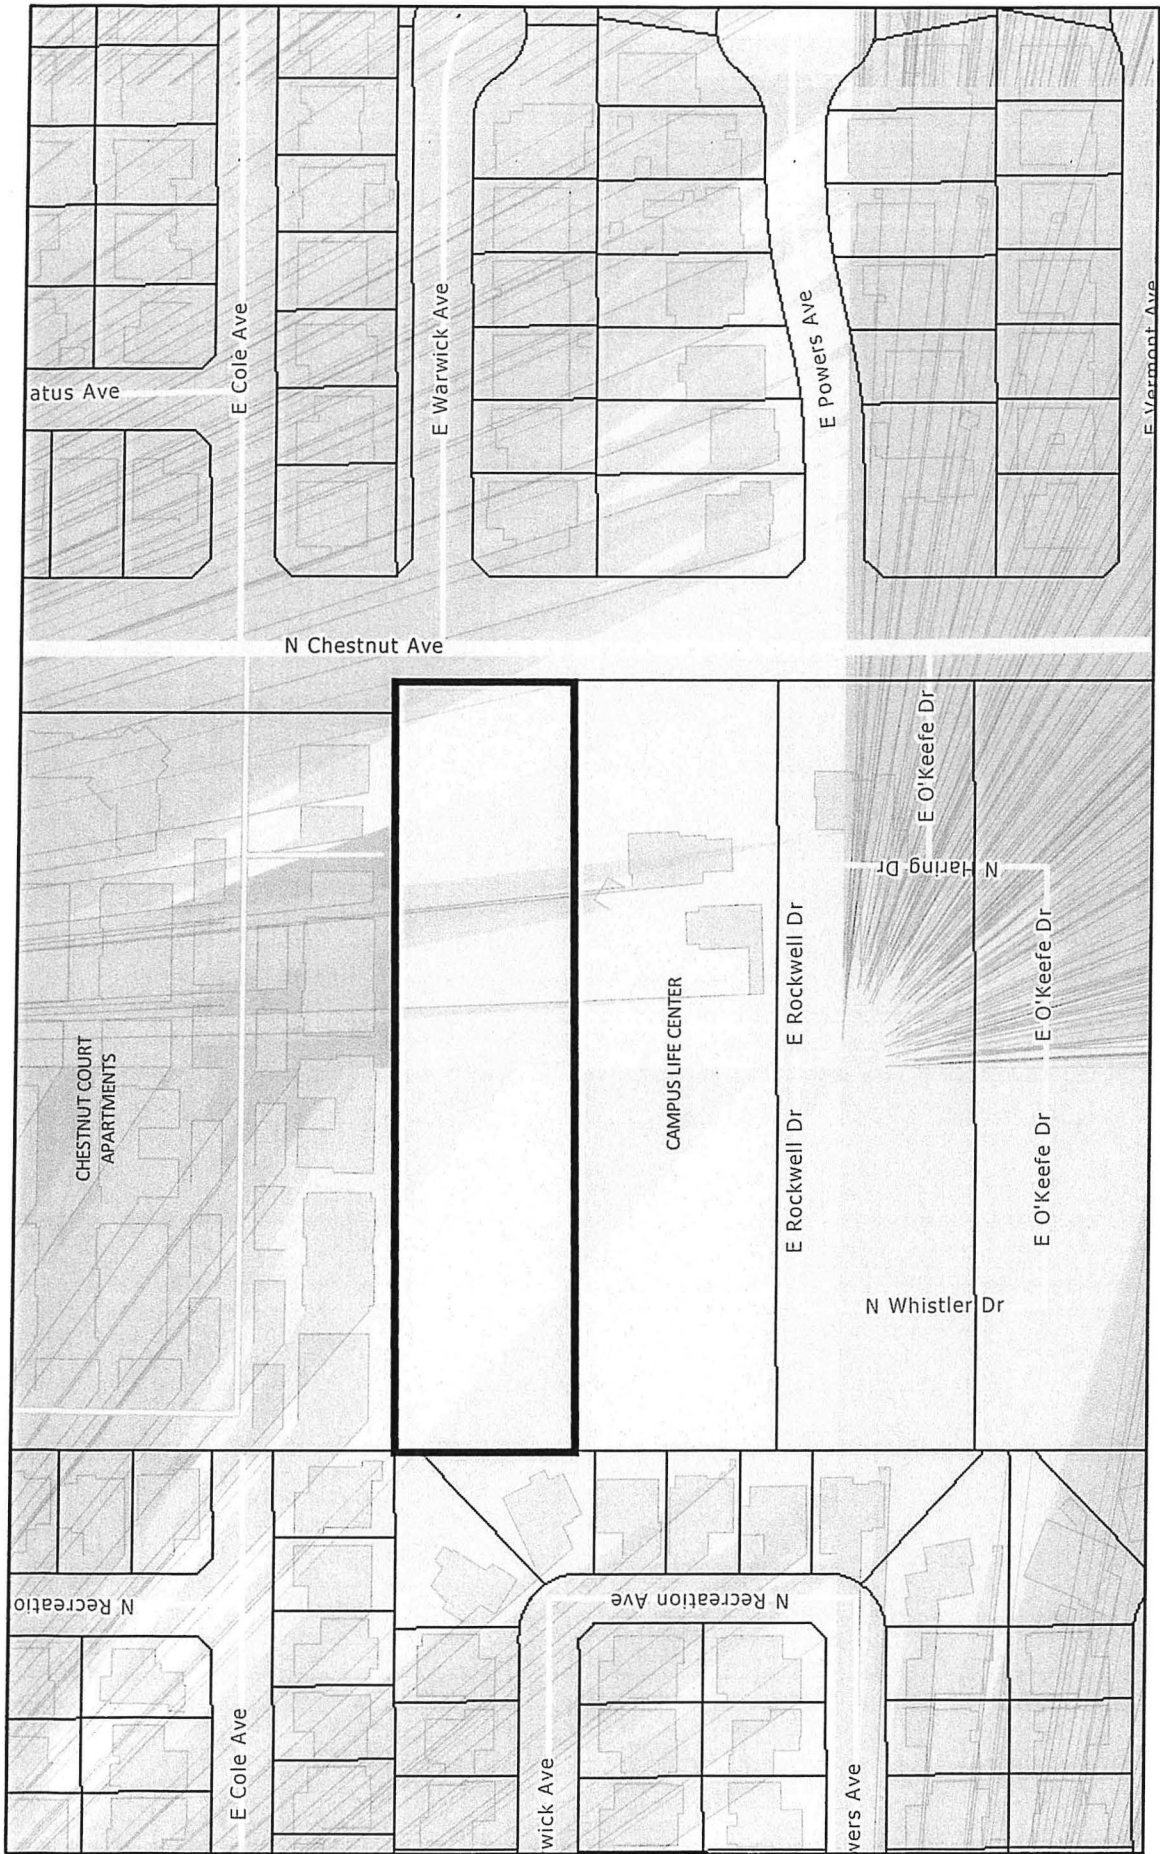 atus Ave
E Cole Ave
E Warwick Ave
E Powers Ave
E Vermont Ave
N Chestnut Ave
E O'Keefe Dr
N Haring Dr
E Rockwell Dr
E O'Keefe Dr
CHESTNUT COURT
APARTMENTS
CAMPUS LIFE CENTER
E Rockwell Dr
E O'Keefe Dr
N Whistler Dr
N Recreatio
N Recreation Ave
E Cole Ave
wick Ave
vers Ave